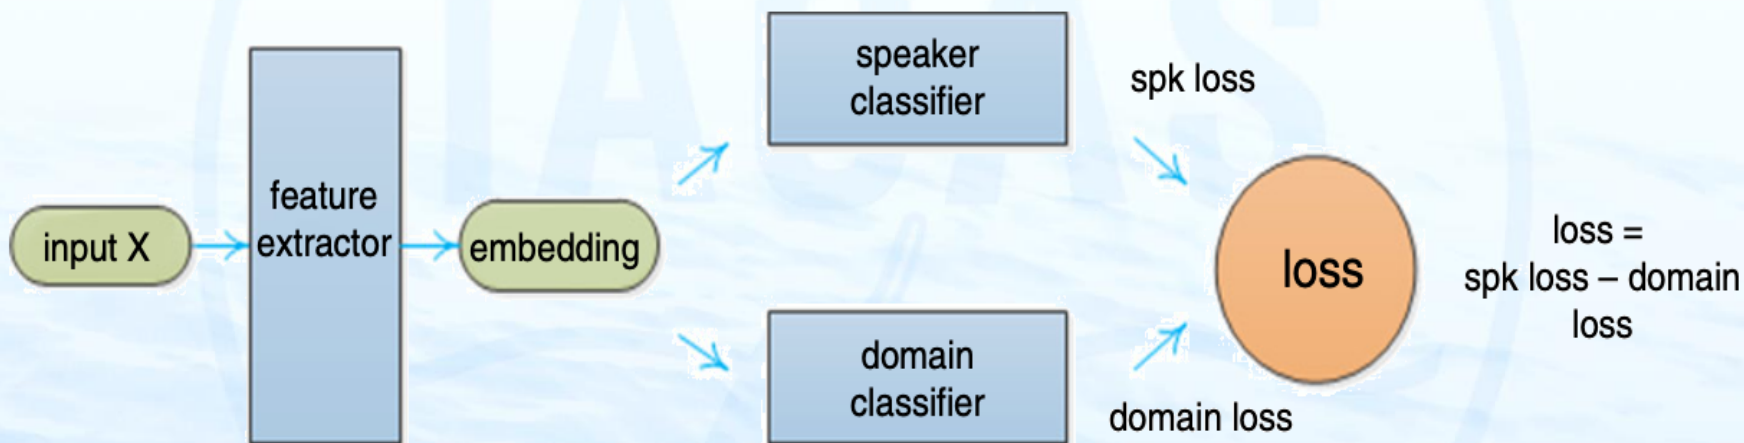 input X
feature
extractor
embedding
speaker
classifier
domain
classifier
spk loss
domain loss
loss
loss =
spk loss – domain
loss